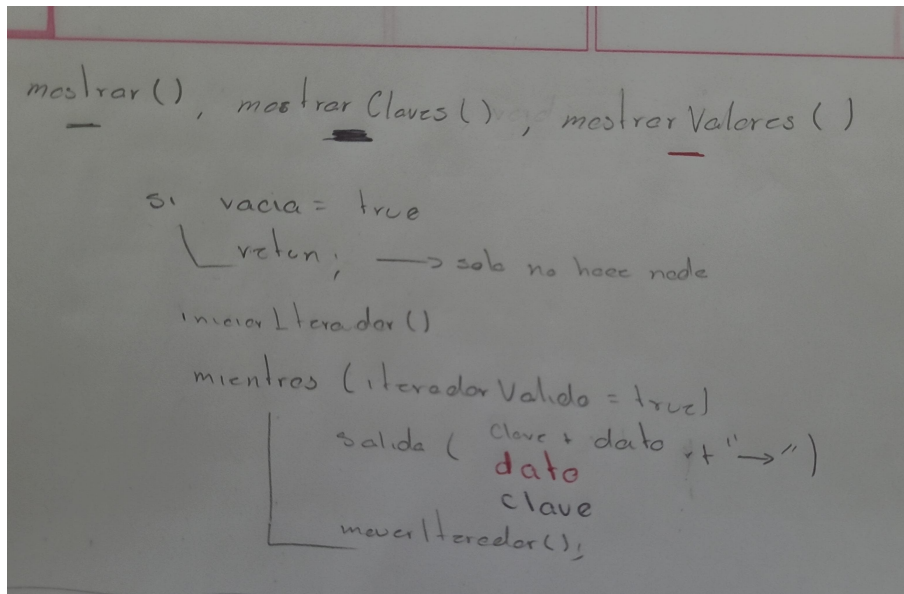 mostrar(), mostrarClaves(), mostrarValores()
si vacia = true
retun; → solo no hace nada
iniciarIterador()
mientras (iteradorValido = true)
salida ( clave + dato + "→")
dato
clave
moverIterador();